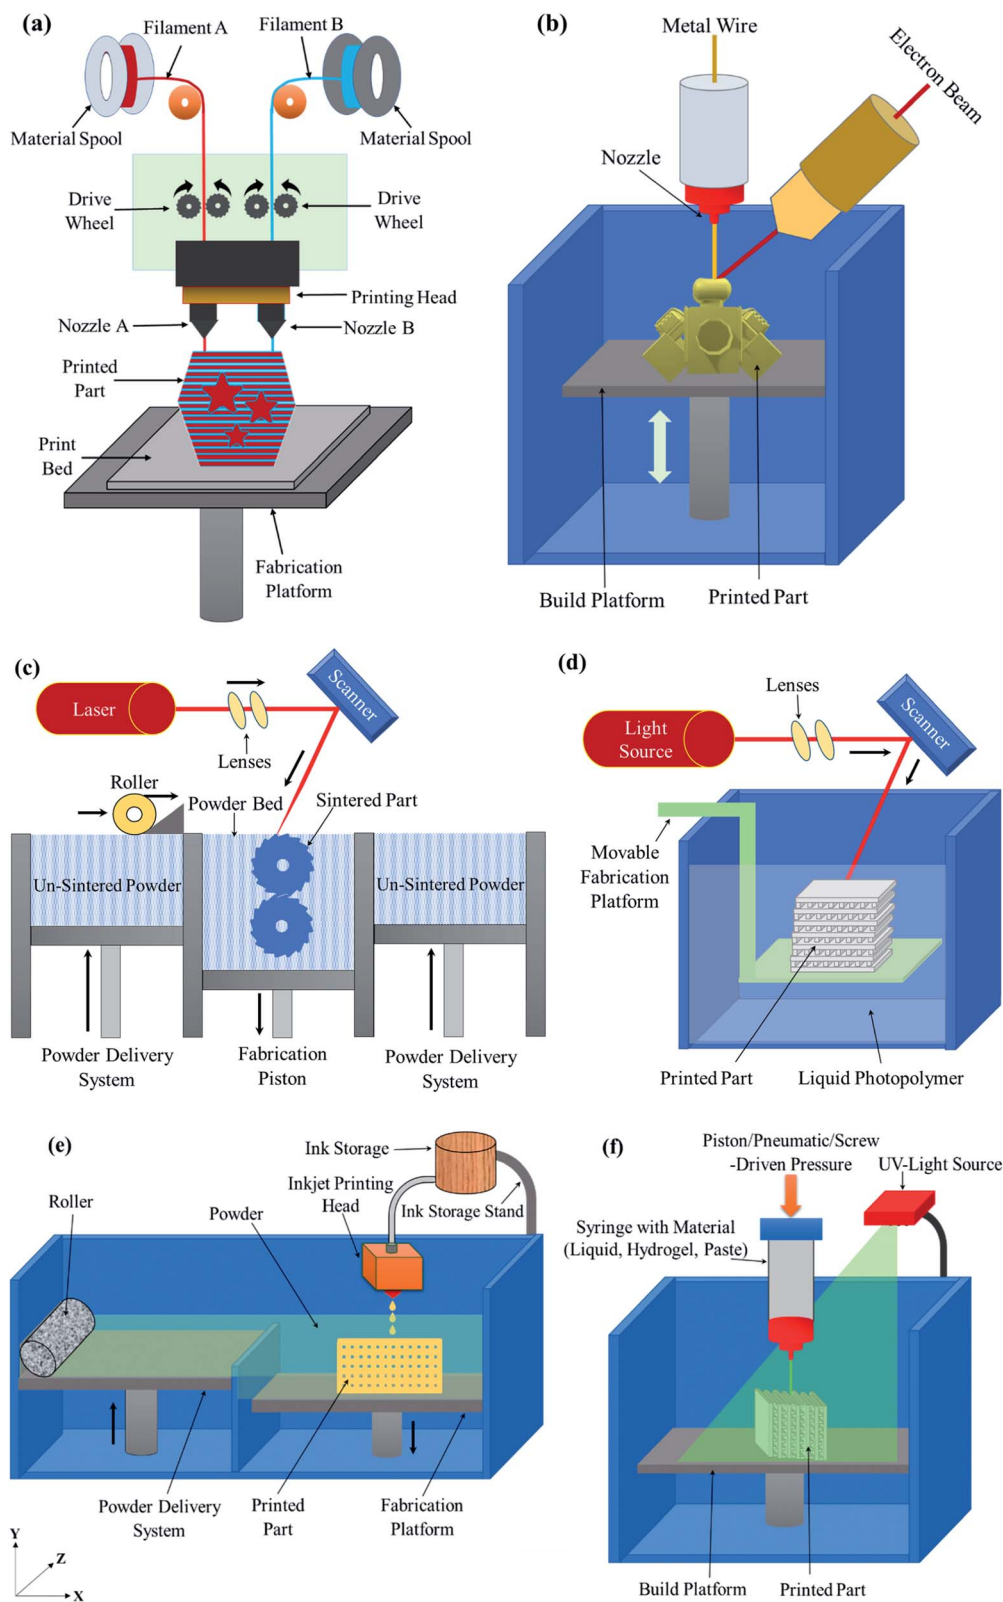 (a)
Filament A
Filament B
Material Spool
Material Spool
Drive
Wheel
Drive
Wheel
Printing Head
Nozzle A
Nozzle B
Printed
Part
Print
Bed
Fabrication
Platform
(b)
Metal Wire
Electron Beam
Nozzle
Build Platform
Printed Part
(c)
Laser
Scanner
Lenses
Roller
Powder Bed
Sintered Part
Un-Sintered Powder
Un-Sintered Powder
Powder Delivery
System
Fabrication
Piston
Powder Delivery
System
(d)
Lenses
Light
Source
Scanner
Movable
Fabrication
Platform
Printed Part
Liquid Photopolymer
(e)
Ink Storage
Inkjet Printing
Head
Ink Storage Stand
Roller
Powder
Powder Delivery
System
Printed
Part
Fabrication
Platform
Y
Z
X
(f)
Piston/Pneumatic/Screw
-Driven Pressure
UV-Light Source
Syringe with Material
(Liquid, Hydrogel, Paste)
Build Platform
Printed Part